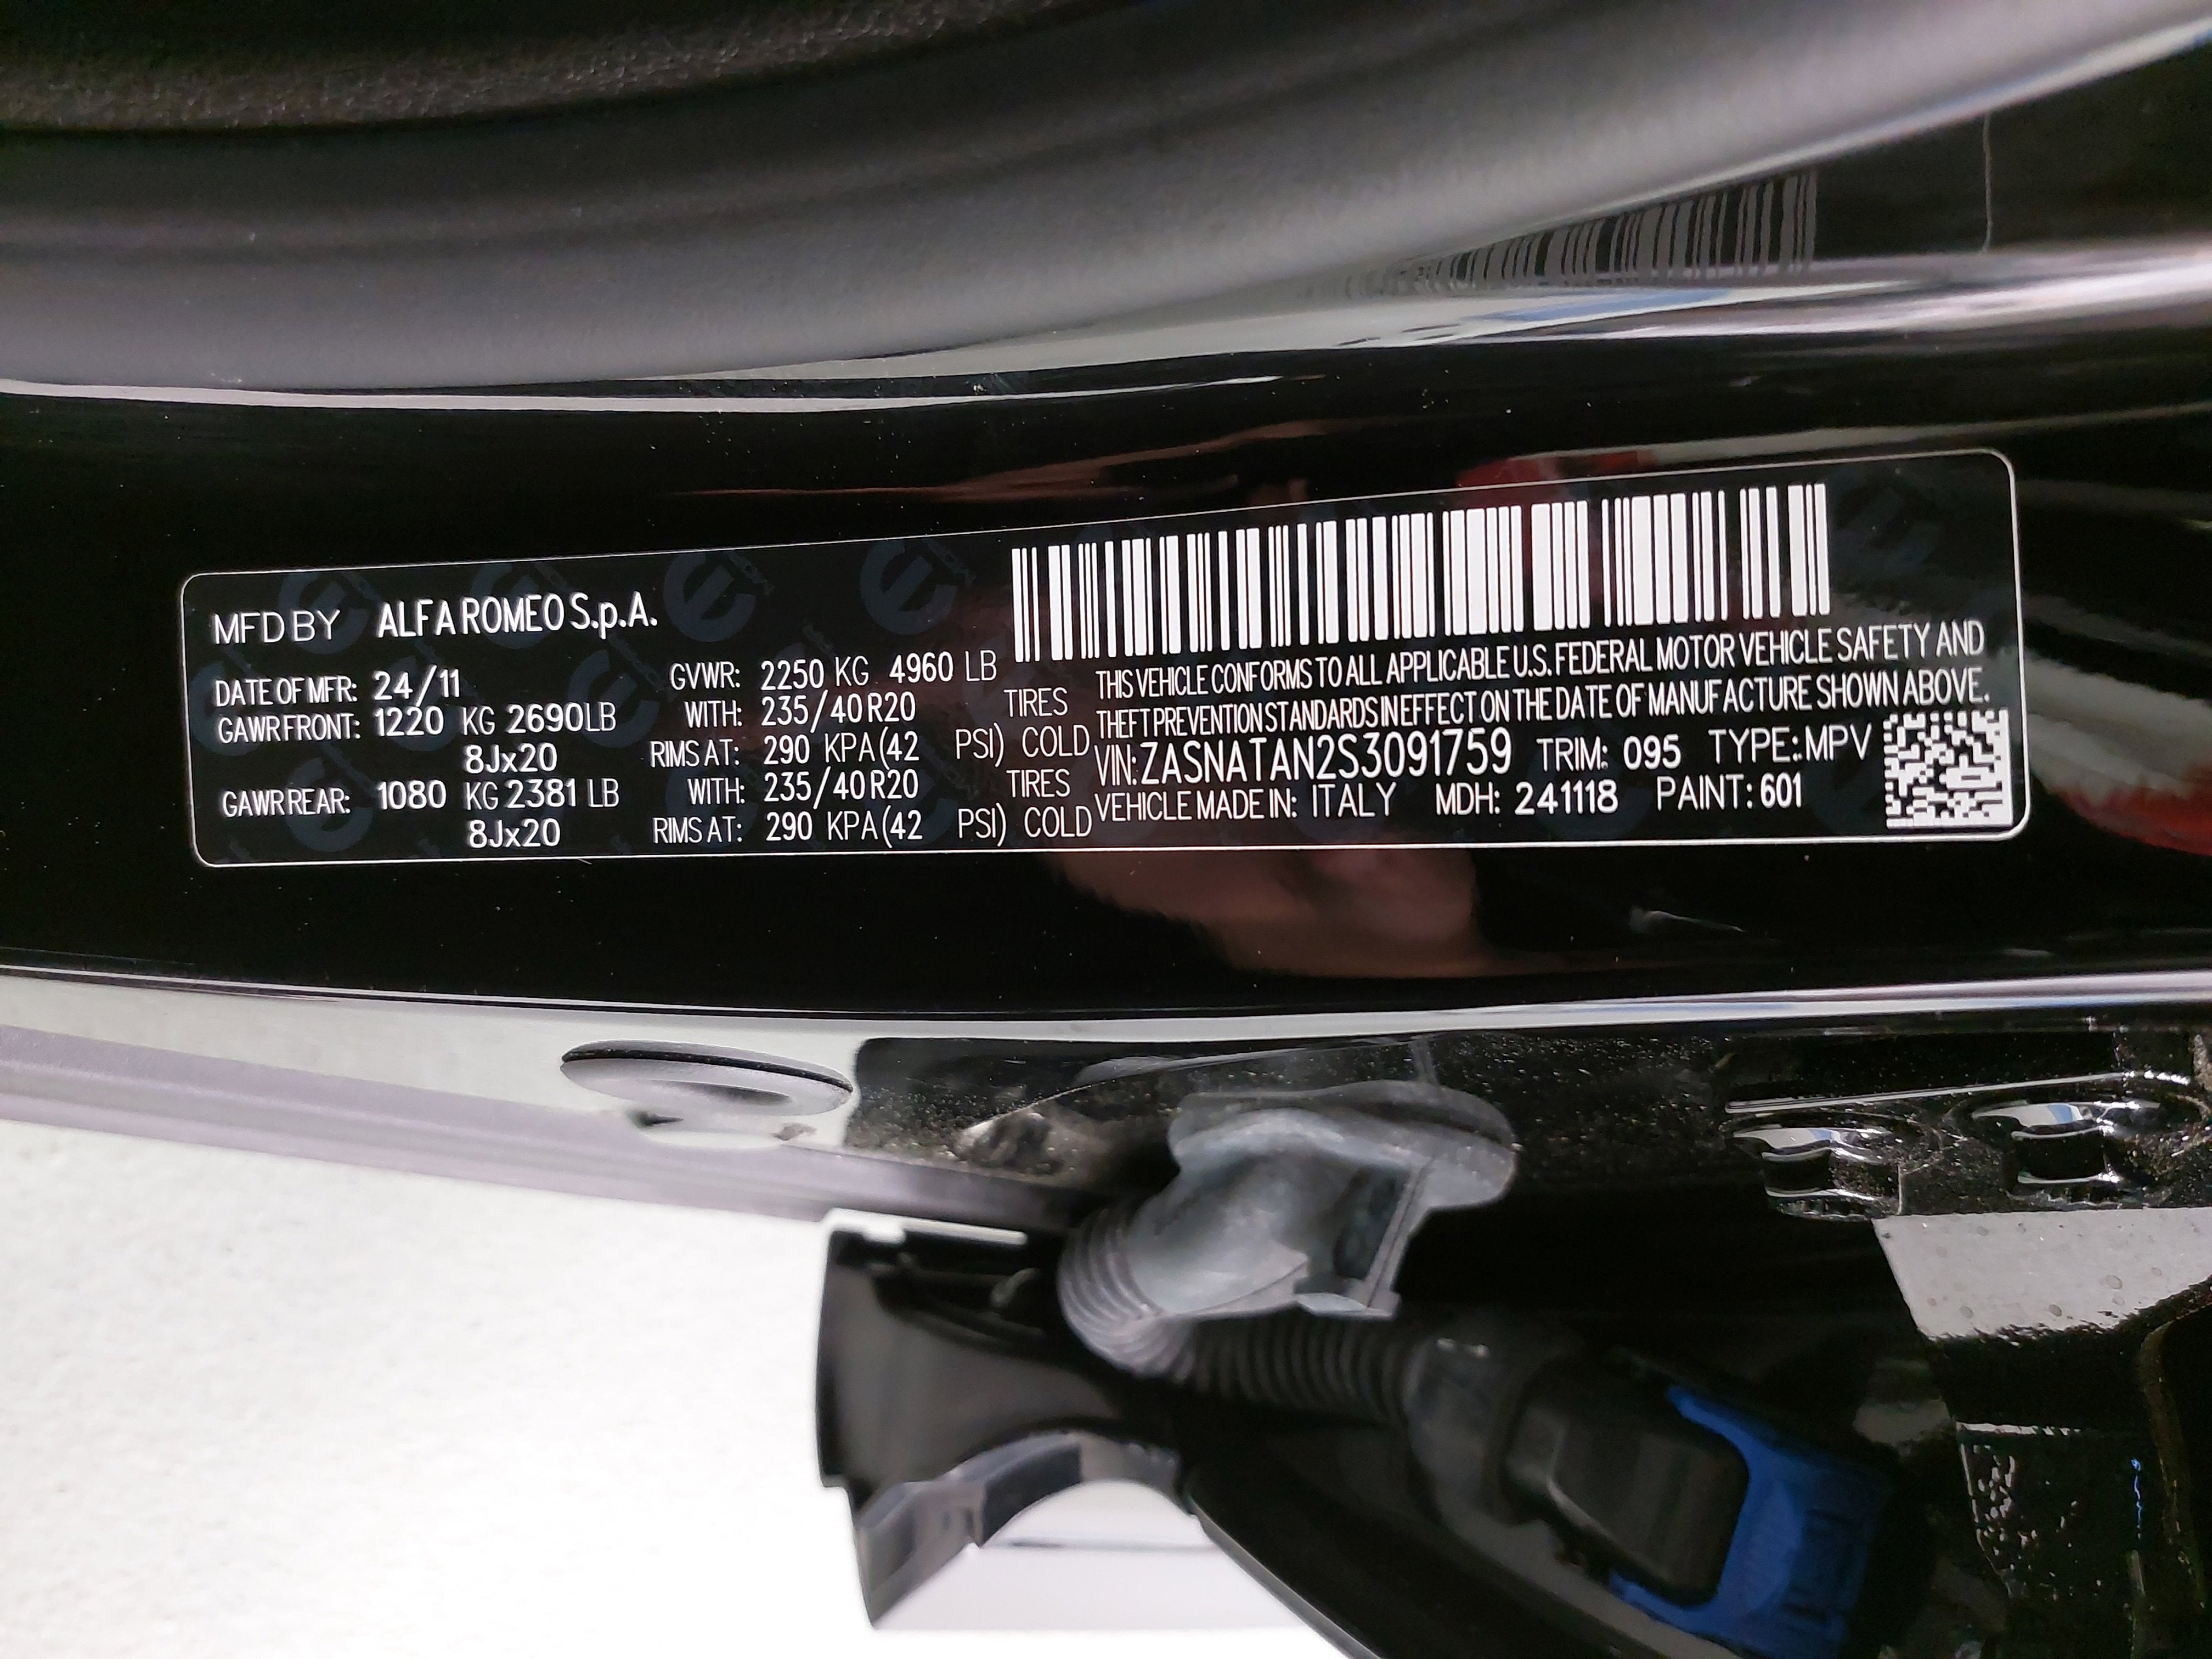 MFD BY ALFA ROMEO S.p.A.
DATE OF MFR: 24/11 GVWR: 2250 KG 4960 LB
GAWR FRONT: 1220 KG 2690 LB WITH: 235/40 R20 TIRES
8Jx20 RIMS AT: 290 KPA (42 PSI) COLD
GAWR REAR: 1080 KG 2381 LB WITH: 235/40 R20 TIRES
8Jx20 RIMS AT: 290 KPA (42 PSI) COLD
THIS VEHICLE CONFORMS TO ALL APPLICABLE U.S. FEDERAL MOTOR VEHICLE SAFETY AND
THEFT PREVENTION STANDARDS IN EFFECT ON THE DATE OF MANUFACTURE SHOWN ABOVE.
VIN: ZASNATAN2S3091759 TRIM: 095 TYPE: MPV
VEHICLE MADE IN: ITALY MDH: 241118 PAINT: 601